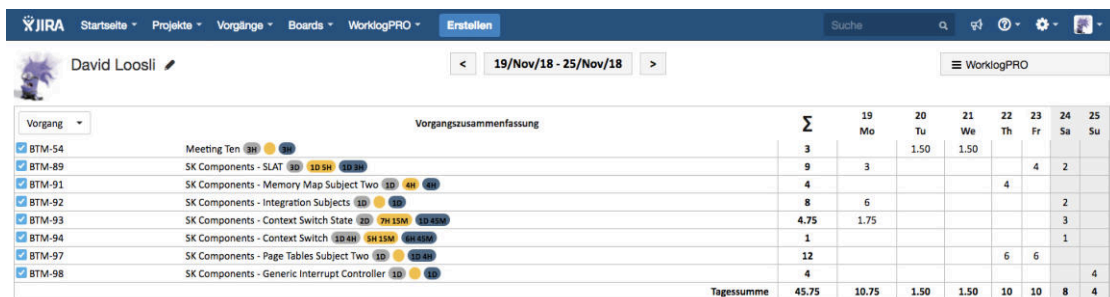 JIRA Startseite Projekte Vorgänge Boards WorklogPRO Erstellen Suche
David Loosli < 19/Nov/18 - 25/Nov/18 > WorklogPRO
Vorgang Vorgangszusammenfassung Σ 19 Mo 20 Tu 21 We 22 Th 23 Fr 24 Sa 25 Su
BTM-54 Meeting Ten 3H 3H 3 1.50 1.50
BTM-89 SK Components - SLAT 3D 1D 5H 1D 3H 9 3 4 2
BTM-91 SK Components - Memory Map Subject Two 1D 4H 4H 4 4
BTM-92 SK Components - Integration Subjects 1D 1D 8 6 2
BTM-93 SK Components - Context Switch State 2D 7H 15M 1D 45M 4.75 1.75 3
BTM-94 SK Components - Context Switch 1D 4H 5H 15M 6H 45M 1 1
BTM-97 SK Components - Page Tables Subject Two 1D 1D 4H 12 6 6
BTM-98 SK Components - Generic Interrupt Controller 1D 1D 4 4
Tagessumme 45.75 10.75 1.50 1.50 10 10 8 4